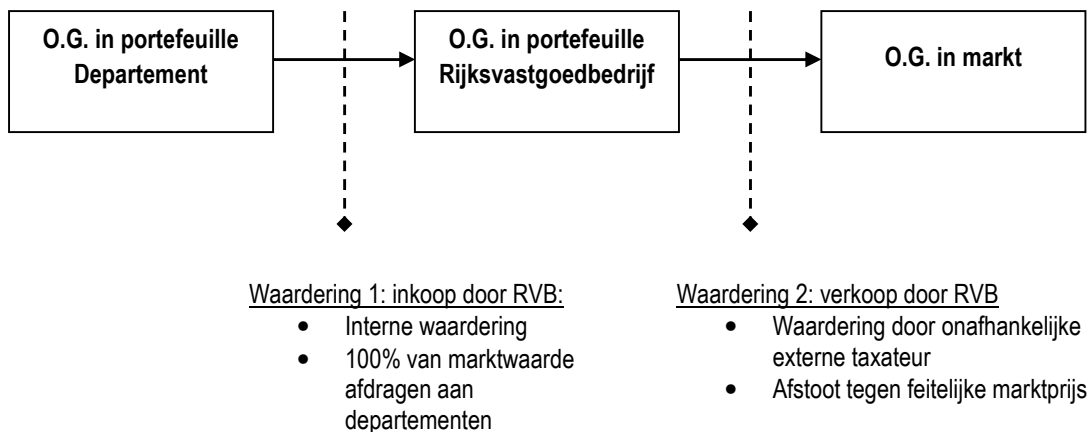 O.G. in portefeuille
Departement
O.G. in portefeuille
Rijksvastgoedbedrijf
O.G. in markt
Waardering 1: inkoop door RVB:
• Interne waardering
• 100% van marktwaarde
afdragen aan
departementen
Waardering 2: verkoop door RVB
• Waardering door onafhankelijke
externe taxateur
• Afstoot tegen feitelijke marktprijs